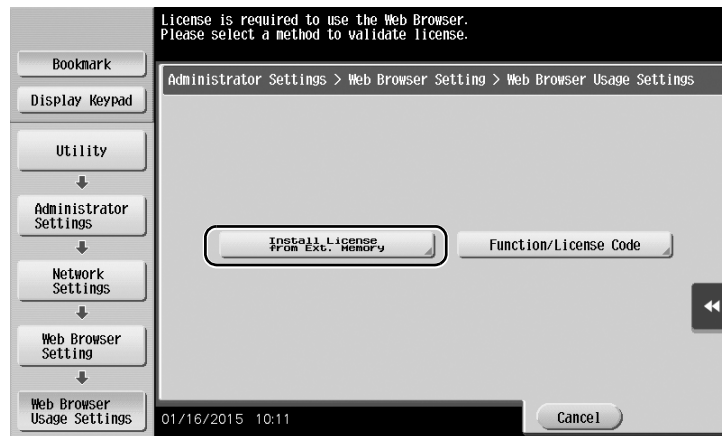 License is required to use the Web Browser.
Please select a method to validate license.
Bookmark
Display Keypad
Administrator Settings > Web Browser Setting > Web Browser Usage Settings
Utility
Administrator
Settings
Network
Settings
Web Browser
Setting
Web Browser
Usage Settings
Install License
from Ext. Memory
Function/License Code
01/16/2015 10:11
Cancel